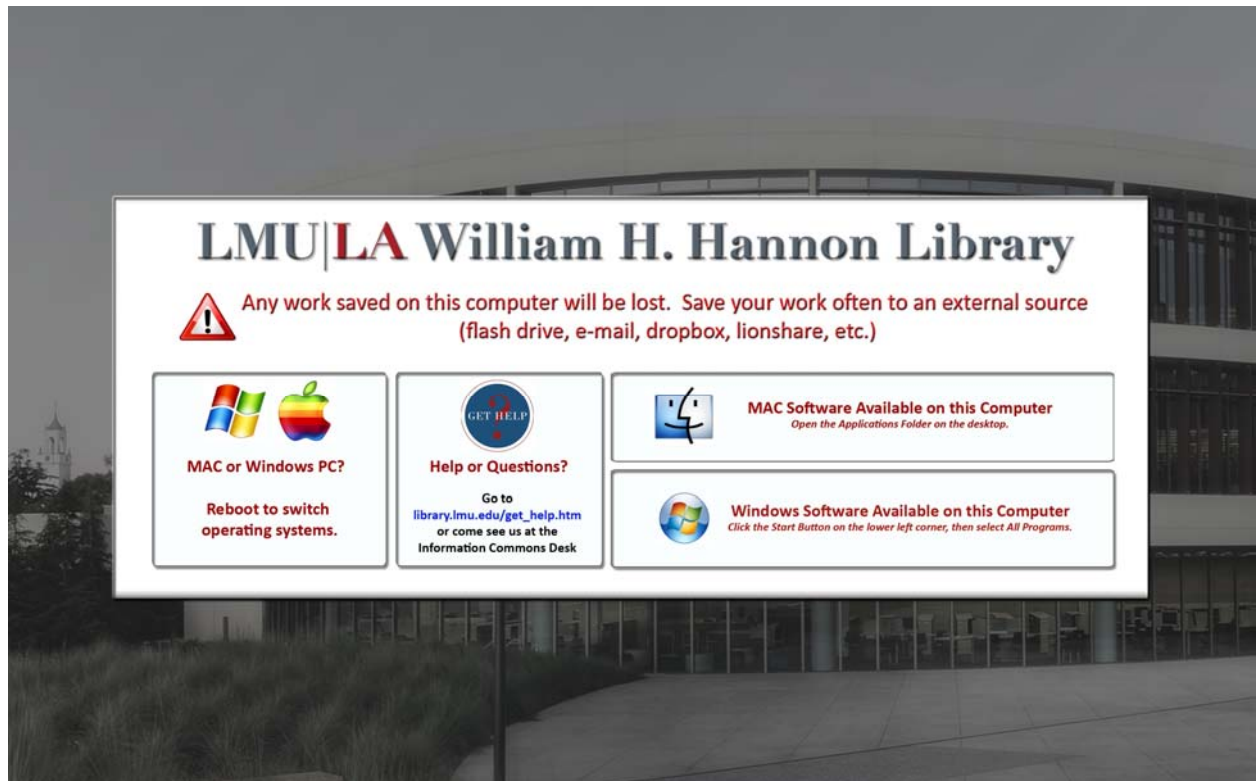 LMU|LA William H. Hannon Library
Any work saved on this computer will be lost. Save your work often to an external source
(flash drive, e-mail, dropbox, lionshare, etc.)
MAC or Windows PC?
Reboot to switch
operating systems.
GET HELP
?
Help or Questions?
Go to
library.lmu.edu/get_help.htm
or come see us at the
Information Commons Desk
MAC Software Available on this Computer
Open the Applications Folder on the desktop.
Windows Software Available on this Computer
Click the Start Button on the lower left corner, then select All Programs.